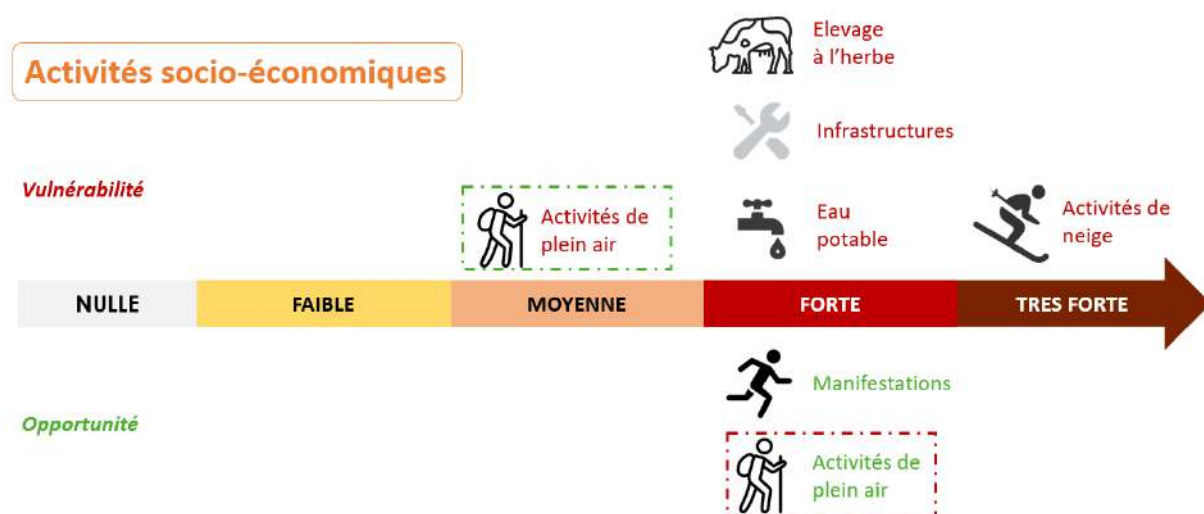 Activités socio-économiques
Elevage
à l'herbe
Infrastructures
Vulnérabilité
Activités de
plein air
Eau
potable
Activités de
neige
NULLE
FAIBLE
MOYENNE
FORTE
TRES FORTE
Manifestations
Opportunité
Activités de
plein air